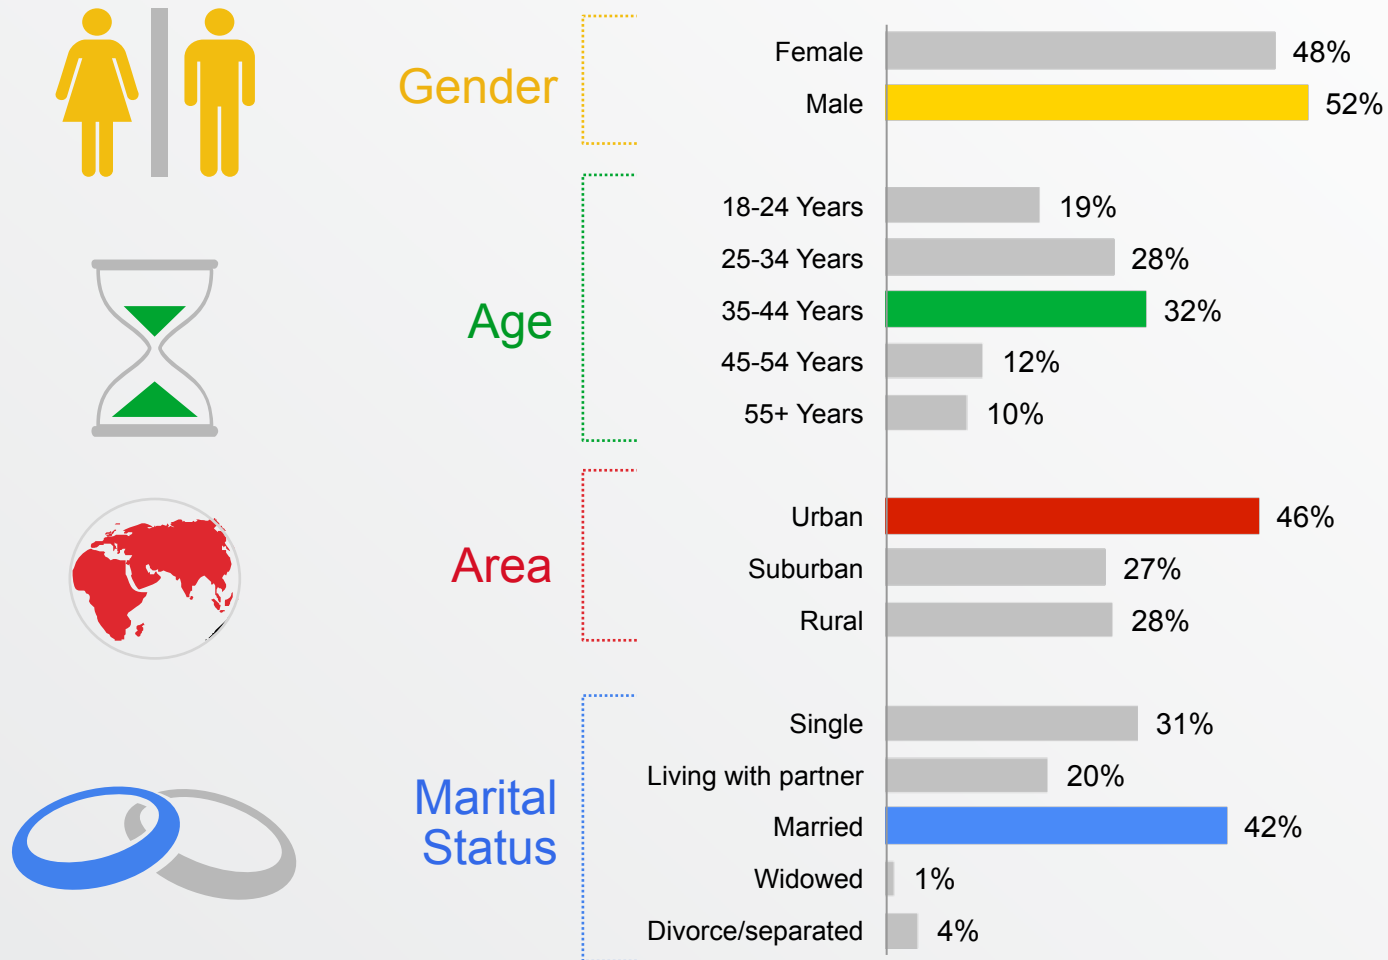 Gender
Female 48%
Male 52%
Age
18-24 Years 19%
25-34 Years 28%
35-44 Years 32%
45-54 Years 12%
55+ Years 10%
Area
Urban 46%
Suburban 27%
Rural 28%
Marital
Status
Single 31%
Living with partner 20%
Married 42%
Widowed 1%
Divorce/separated 4%